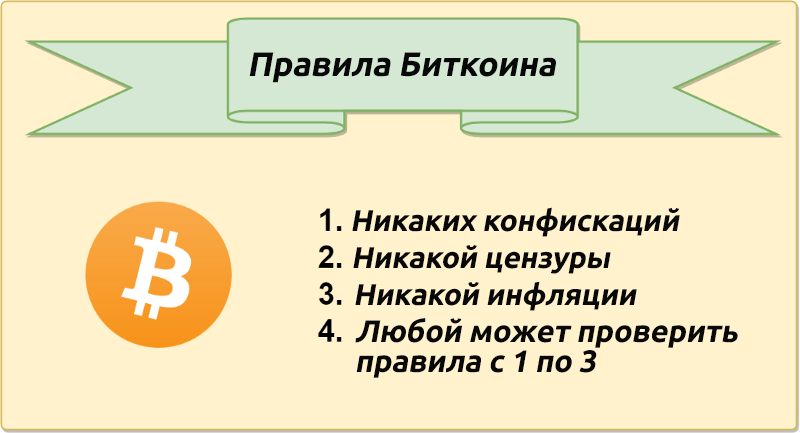 Правила Биткоина
1. Никаких конфискаций
2. Никакой цензуры
3. Никакой инфляции
4. Любой может проверить
правила с 1 по 3